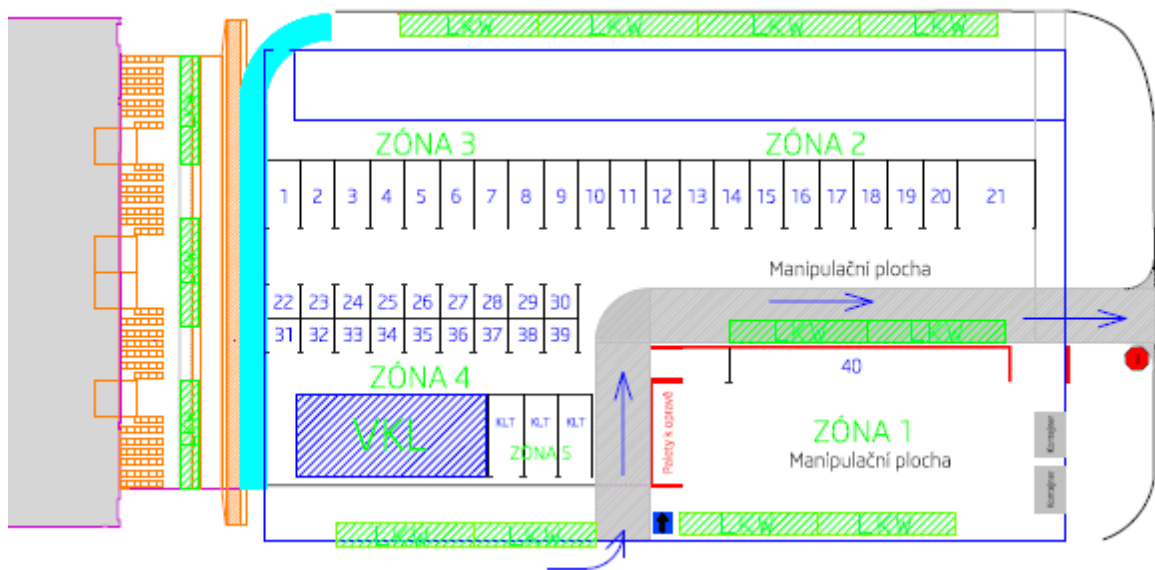 LKW LKW LKW LKW
ZÓNA 3 ZÓNA 2
1 2 3 4 5 6 7 8 9 10 11 12 13 14 15 16 17 18 19 20 21
Manipulační plocha
22 23 24 25 26 27 28 29 30
LKW LKW
31 32 33 34 35 36 37 38 39
40
ZÓNA 4
KLT KLT KLT
VKL
ZÓNA 5
Palety k opravě
ZÓNA 1
Manipulační plocha
Kontejner
Kontejner
LKW LKW
LKW LKW